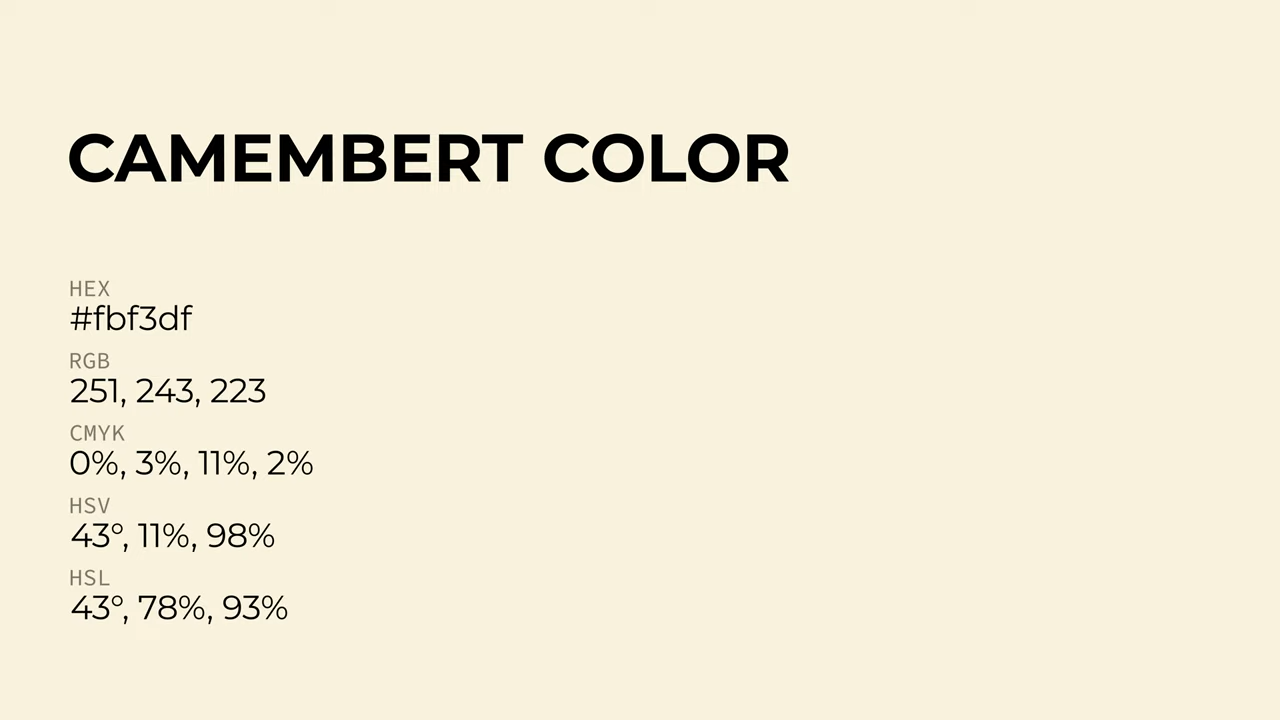 CAMEMBERT COLOR
HEX
#fbf3df
RGB
251, 243, 223
CMYK
0%, 3%, 11%, 2%
HSV
43°, 11%, 98%
HSL
43°, 78%, 93%